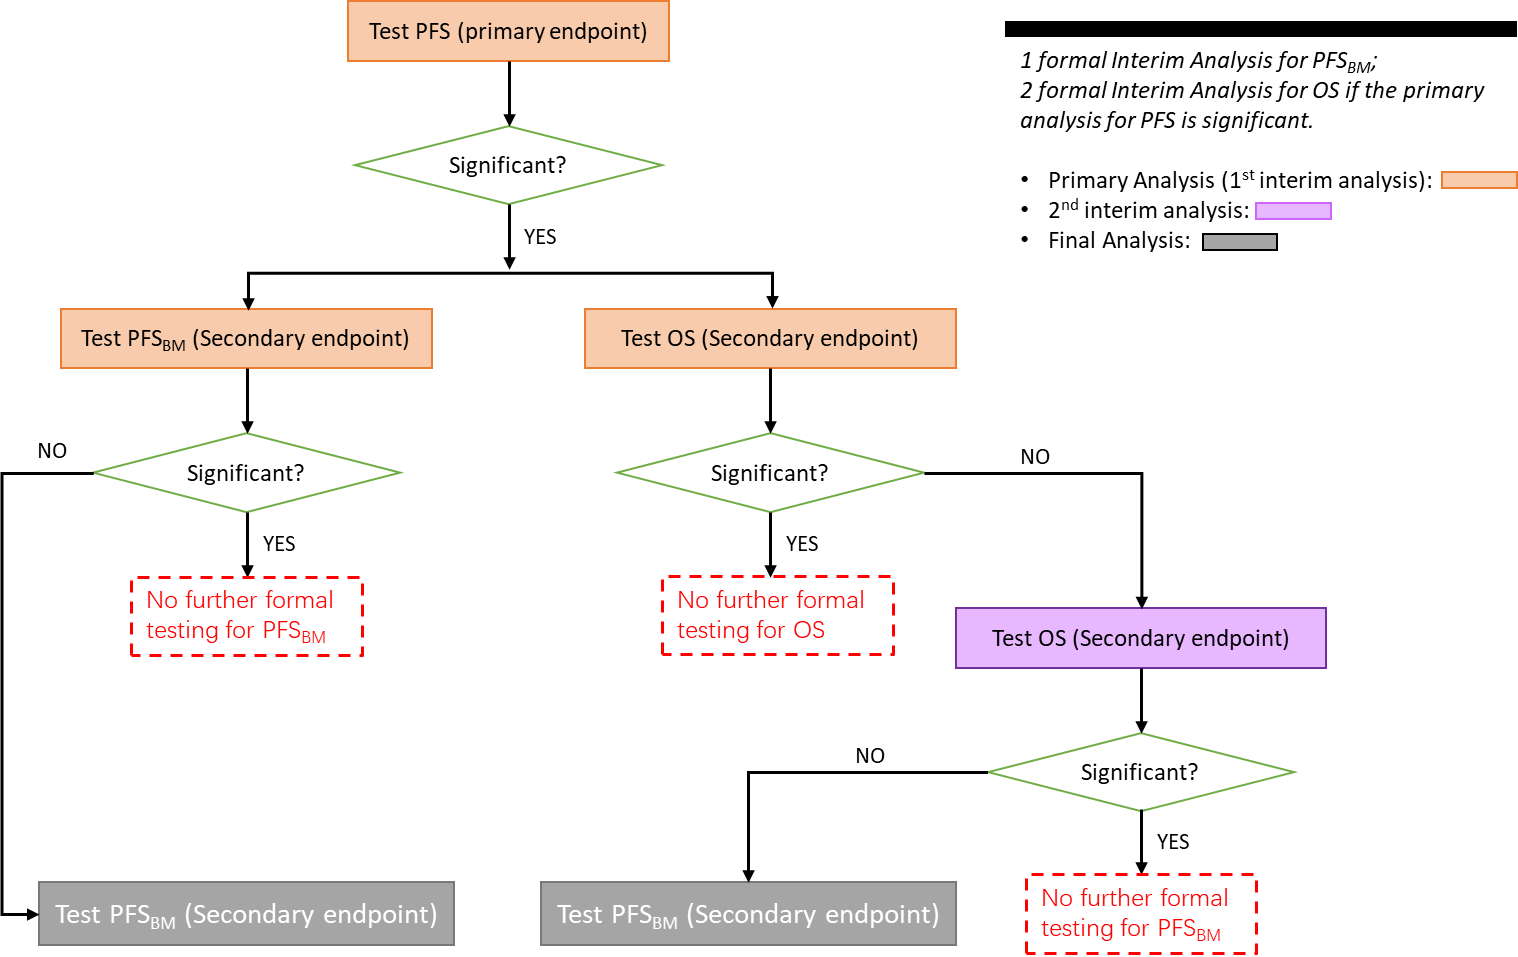 Test PFS (primary endpoint)
1 formal Interim Analysis for PFSBM;
2 formal Interim Analysis for OS if the primary
analysis for PFS is significant.
Significant?
• Primary Analysis (1st interim analysis):
• 2nd interim analysis:
• Final Analysis:
YES
Test PFSBM (Secondary endpoint)
Test OS (Secondary endpoint)
NO
Significant?
Significant?
NO
YES
YES
No further formal
testing for PFSBM
No further formal
testing for OS
Test OS (Secondary endpoint)
NO
Significant?
YES
Test PFSBM (Secondary endpoint)
Test PFSBM (Secondary endpoint)
No further formal
testing for PFSBM